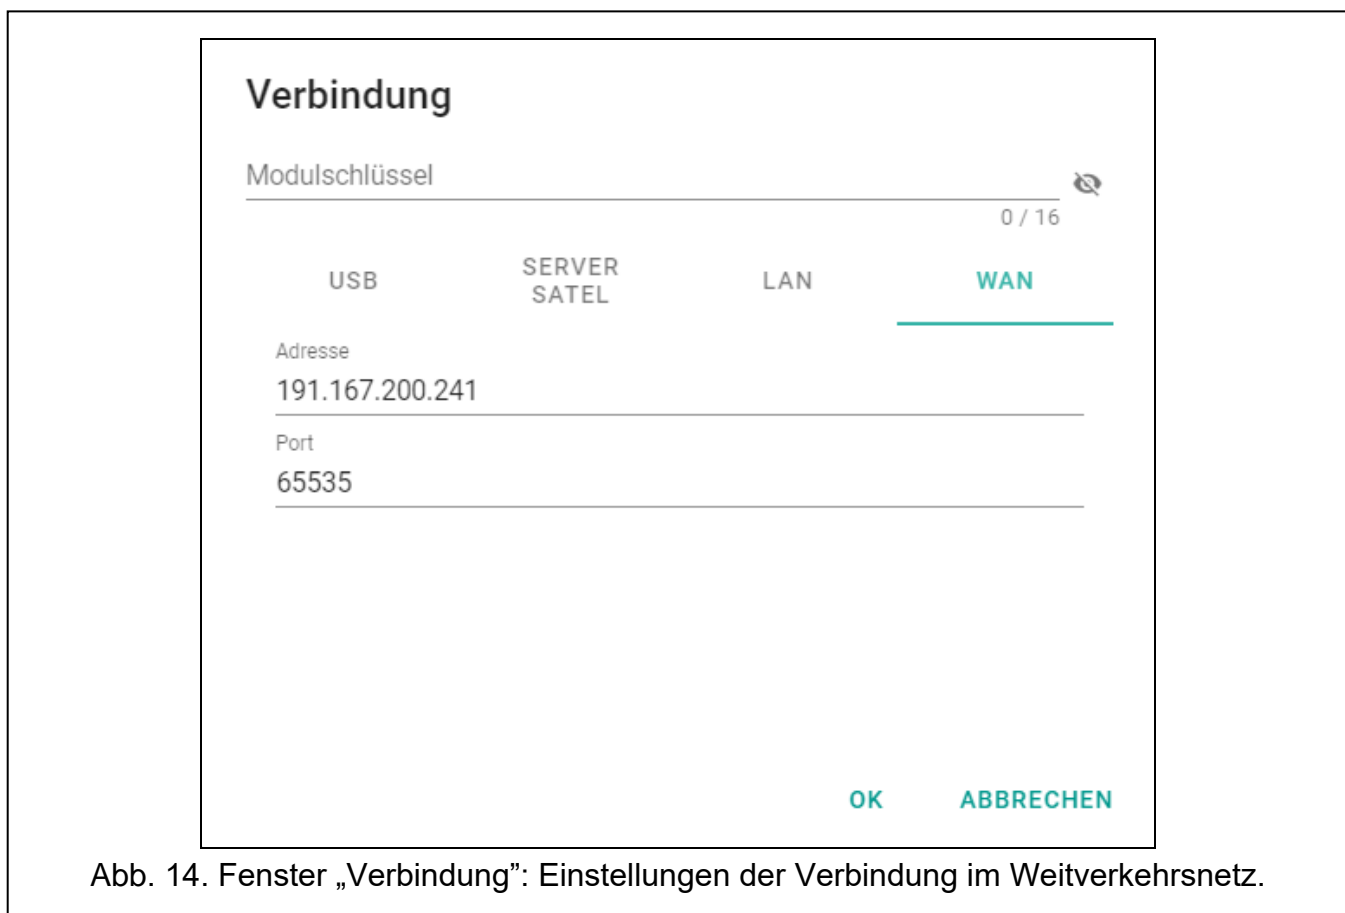 Verbindung
Modulschlüssel
0 / 16
USB
SERVER
SATEL
LAN
WAN
Adresse
191.167.200.241
Port
65535
OK
ABBRECHEN
Abb. 14. Fenster „Verbindung”: Einstellungen der Verbindung im Weitverkehrsnetz.